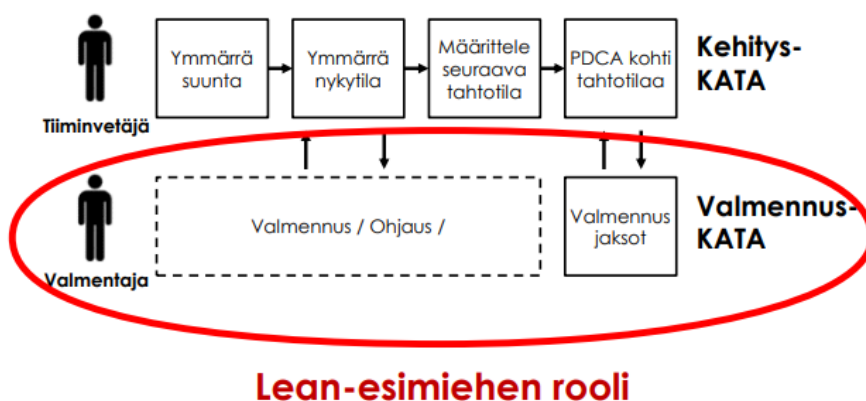 Ymmärrä
suunta
Ymmärrä
nykytila
Määrittele
seuraava
tahtotila
PDCA kohti
tahtotilaa
Kehitys-
KATA
Tiiminvetäjä
Valmennus / Ohjaus /
Valmennus
jaksot
Valmennus-
KATA
Valmentaja
Lean-esimiehen rooli